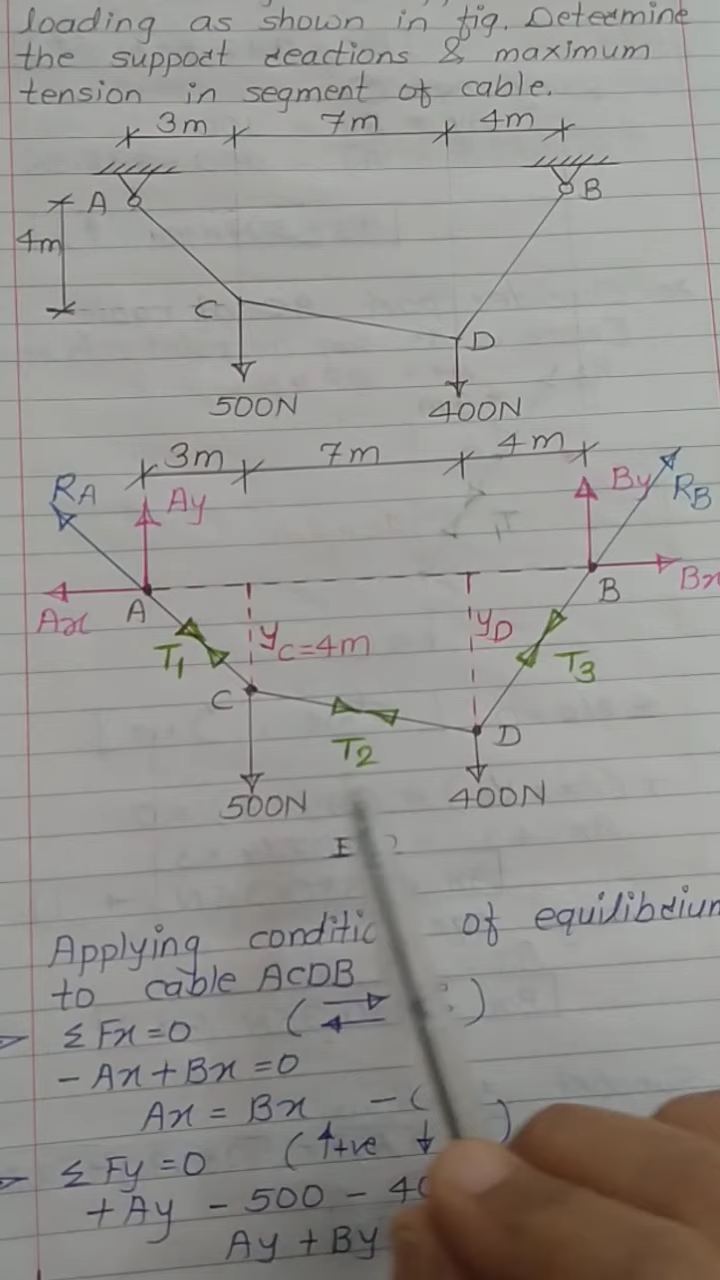 loading as shown in fig. Determine
the support reactions & maximum
tension in segment of cable.
3m 7m 4m
A B
4m
C
D
500N 400N
3m 7m 4m
RA Ay By RB
Ax A B Bx
T1 yc=4m yD T3
C D
T2
500N 400N
Applying of equilibrium
to cable ACDB
ΣFx=0
-Ax+Bx=0
Ax = Bx
ΣFy=0 (↑+ve ↓
+Ay - 500 -
Ay + By